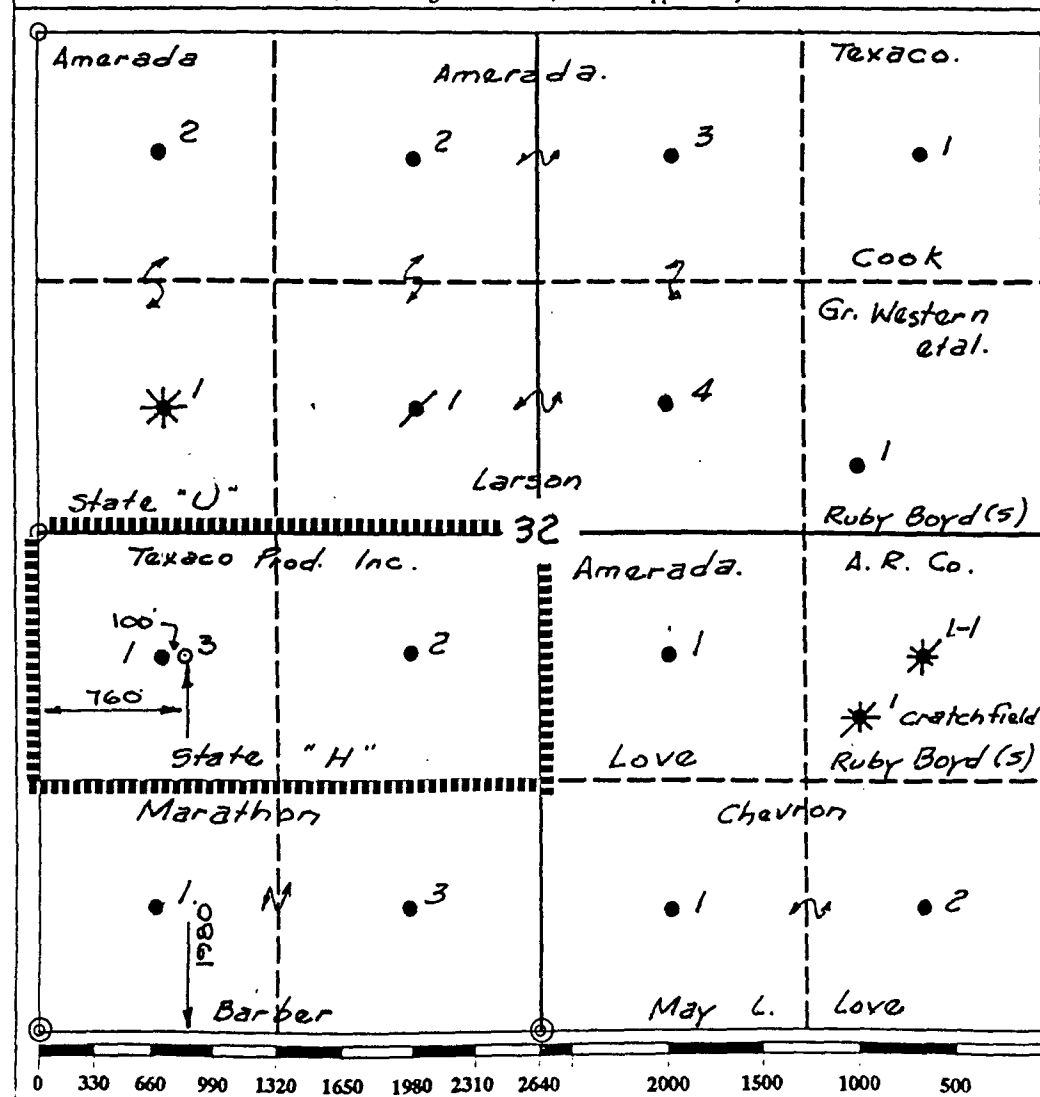 Amerada
Amerada.
Texaco.
2
2
3
1
Cook
Gr. Western
etal.
1
1
4
1
State "U"
Larson
Ruby Boyd (s)
32
Texaco Prod. Inc.
Amerada.
A. R. Co.
100'
1
3
2
1
L-1
760'
1 cratchfield
State "H"
Love
Ruby Boyd (s)
Marathon
Chevron
1.
3
1
2
1980
Barber
May L. Love
0 330 660 990 1320 1650 1980 2310 2640 2000 1500 1000 500